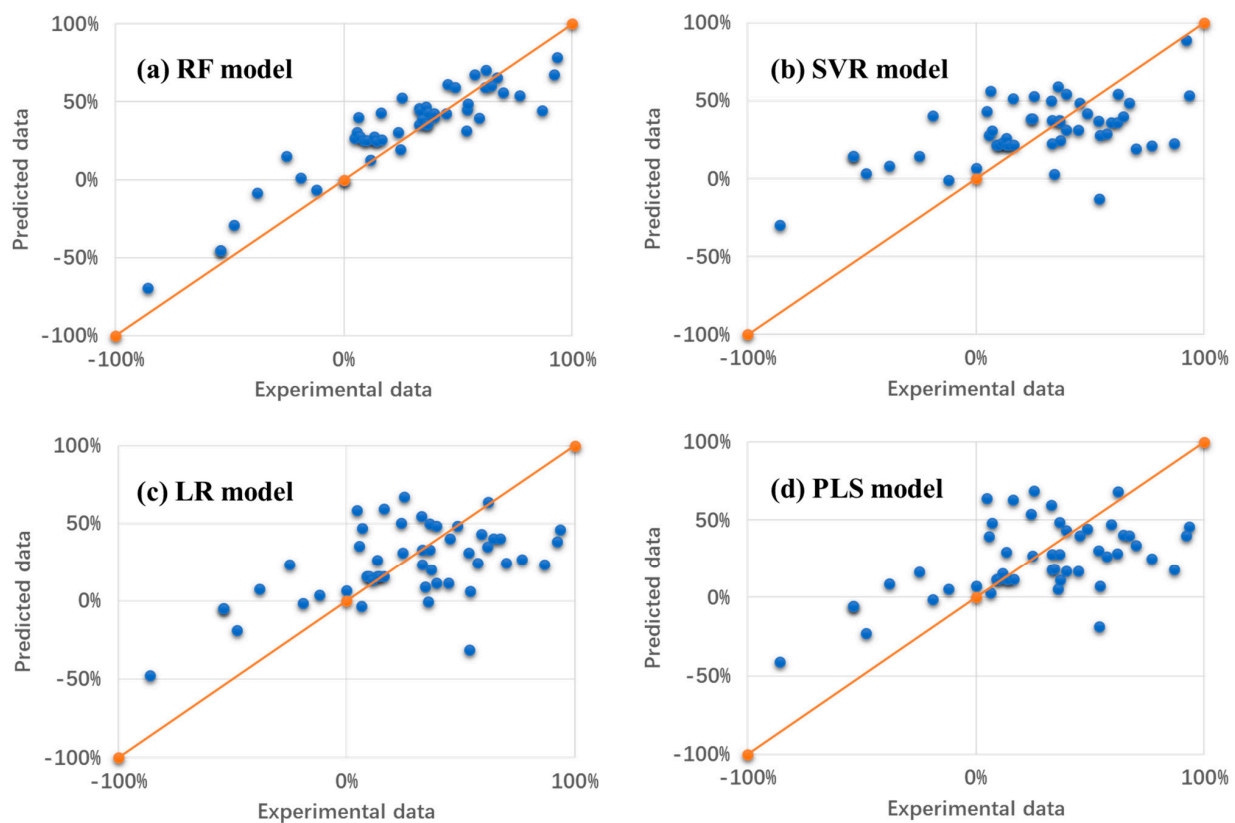 100%
(a) RF model
50%
0%
-50%
-100%
-100%
0%
100%
Predicted data
Experimental data
100%
(b) SVR model
50%
0%
-50%
-100%
-100%
0%
100%
Predicted data
Experimental data
100%
(c) LR model
50%
0%
-50%
-100%
-100%
0%
100%
Predicted data
Experimental data
100%
(d) PLS model
50%
0%
-50%
-100%
-100%
0%
100%
Predicted data
Experimental data